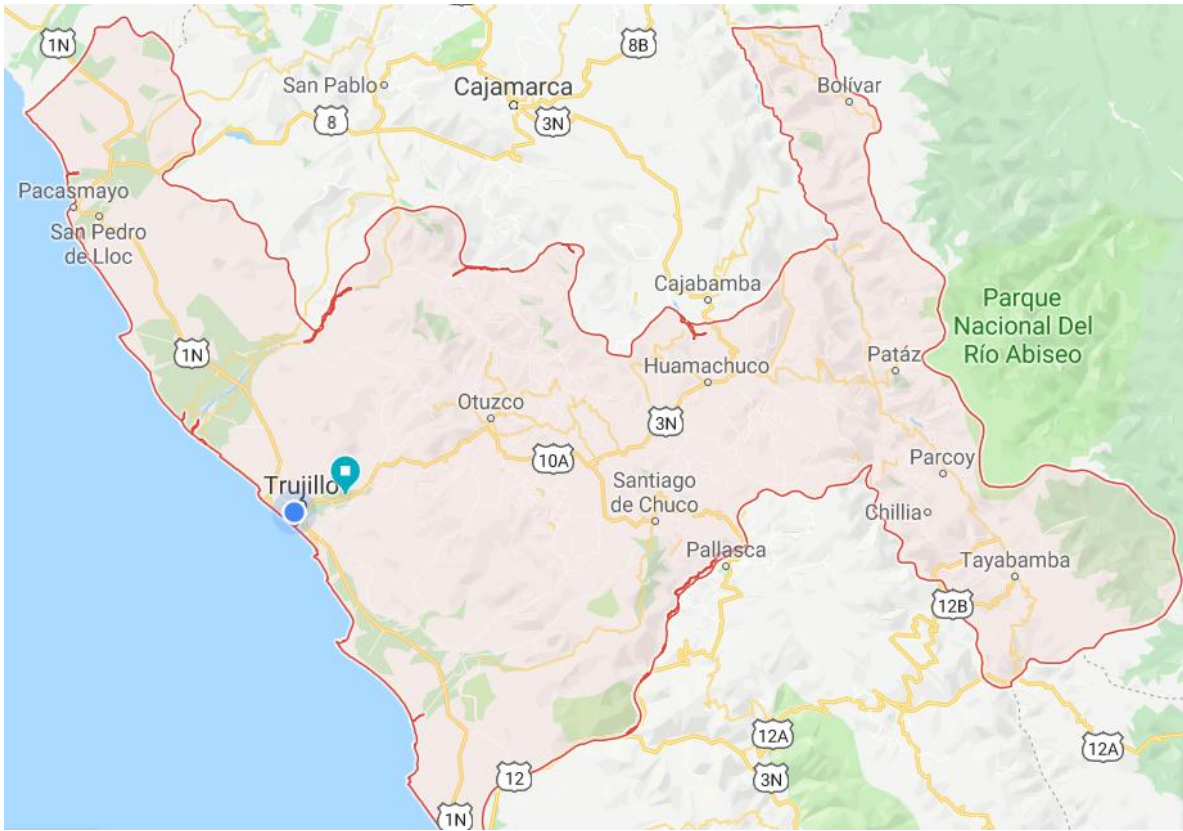 1N
8B
San Pablo
Cajamarca
Bolívar
8
3N
Pacasmayo
San Pedro
de Lloc
Cajabamba
Parque
Nacional Del
Río Abiseo
1N
Huamachuco
Patáz
Otuzco
3N
10A
Parcoy
Trujillo
Santiago
de Chuco
Chillia
Pallasca
Tayabamba
12B
12A
12A
12
3N
1N